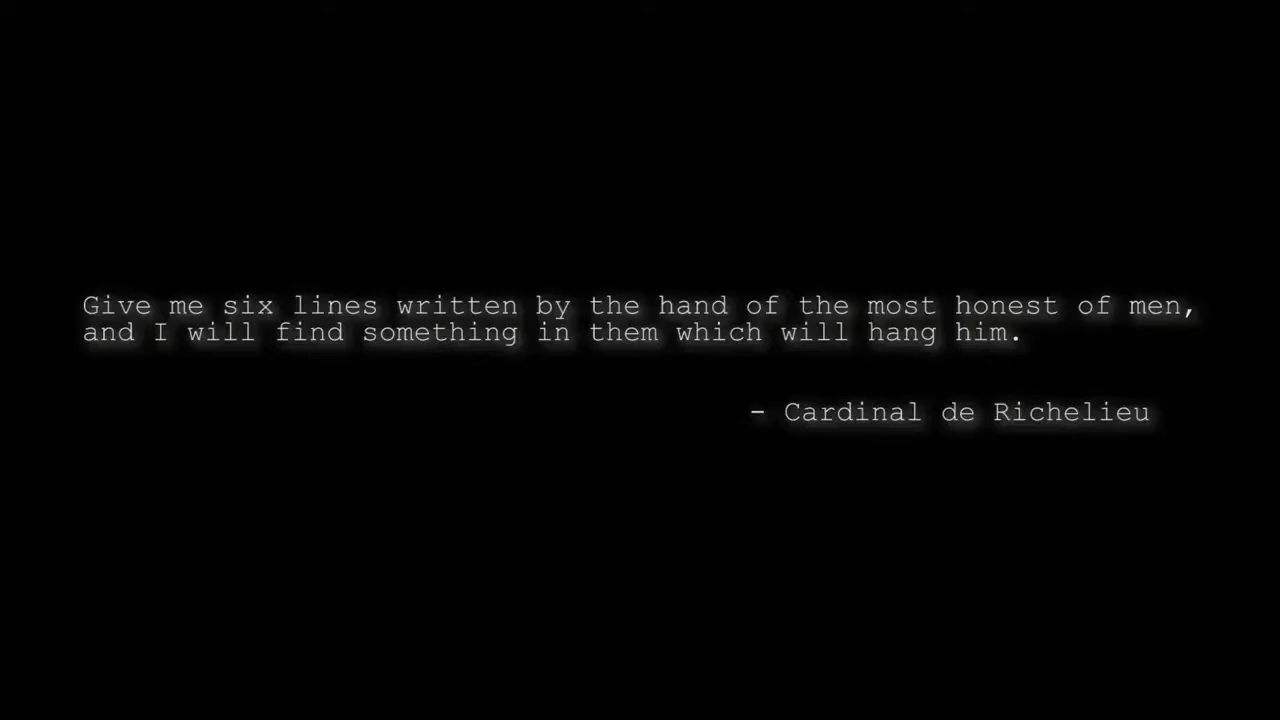 Give me six lines written by the hand of the most honest of men,
and I will find something in them which will hang him.
- Cardinal de Richelieu